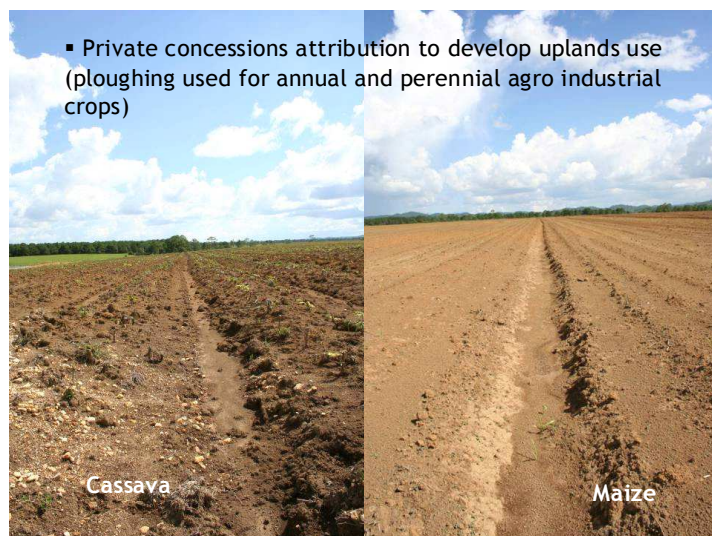 ▪ Private concessions attribution to develop uplands use
(ploughing used for annual and perennial agro industrial
crops)
Cassava
Maize